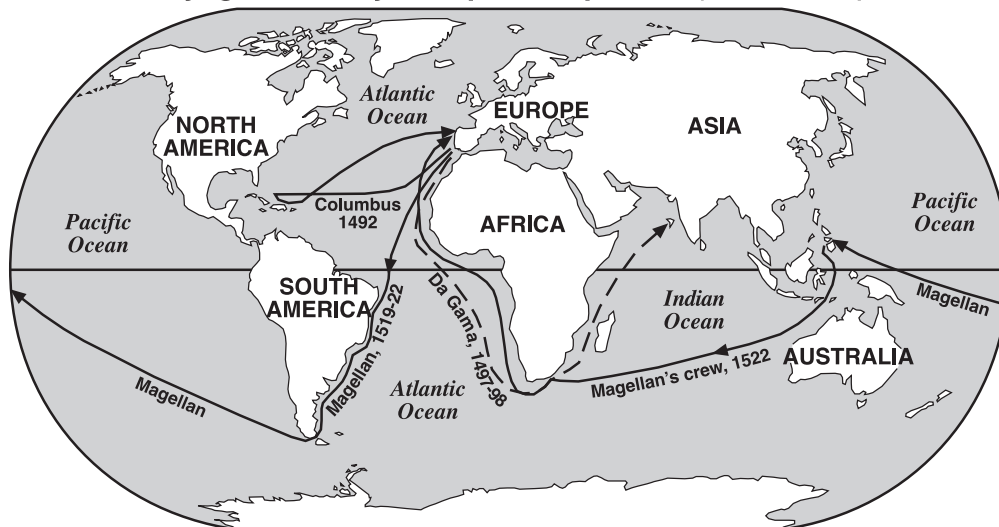 Atlantic
Ocean
EUROPE
ASIA
NORTH
AMERICA
Columbus
1492
Pacific
Ocean
AFRICA
Pacific
Ocean
SOUTH
AMERICA
Da Gama, 1497-98
Indian
Ocean
Magellan
Magellan, 1519-22
Magellan
Atlantic
Ocean
Magellan's crew, 1522
AUSTRALIA